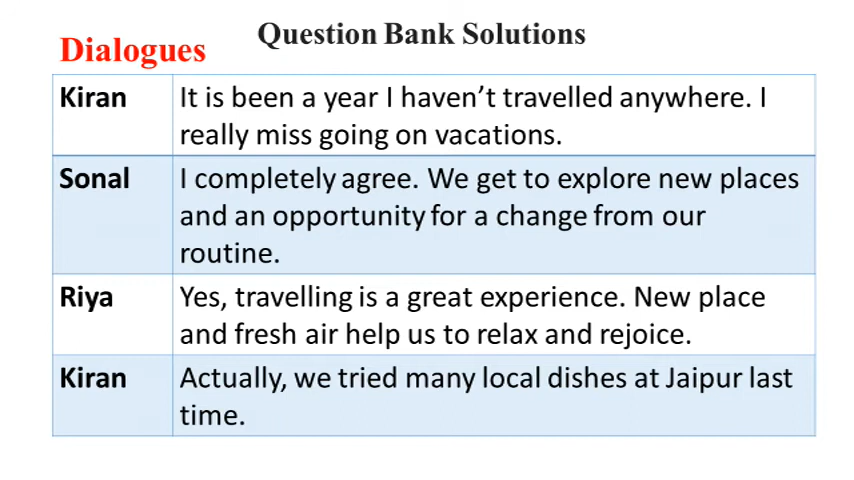 Question Bank Solutions
Dialogues
Kiran It is been a year I haven't travelled anywhere. I
really miss going on vacations.
Sonal I completely agree. We get to explore new places
and an opportunity for a change from our
routine.
Riya Yes, travelling is a great experience. New place
and fresh air help us to relax and rejoice.
Kiran Actually, we tried many local dishes at Jaipur last
time.